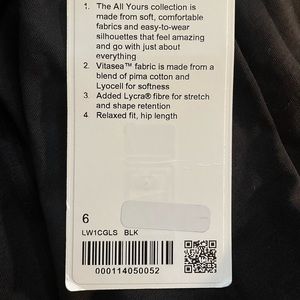 1. The All Yours collection is
made from soft, comfortable
fabrics and easy-to-wear
silhouettes that feel amazing
and go with just about
everything
2. Vitasea™ fabric is made from a
blend of pima cotton and
Lyocell for softness
3. Added Lycra® fibre for stretch
and shape retention
4. Relaxed fit, hip length
6
LW1CGLS BLK
000114050052